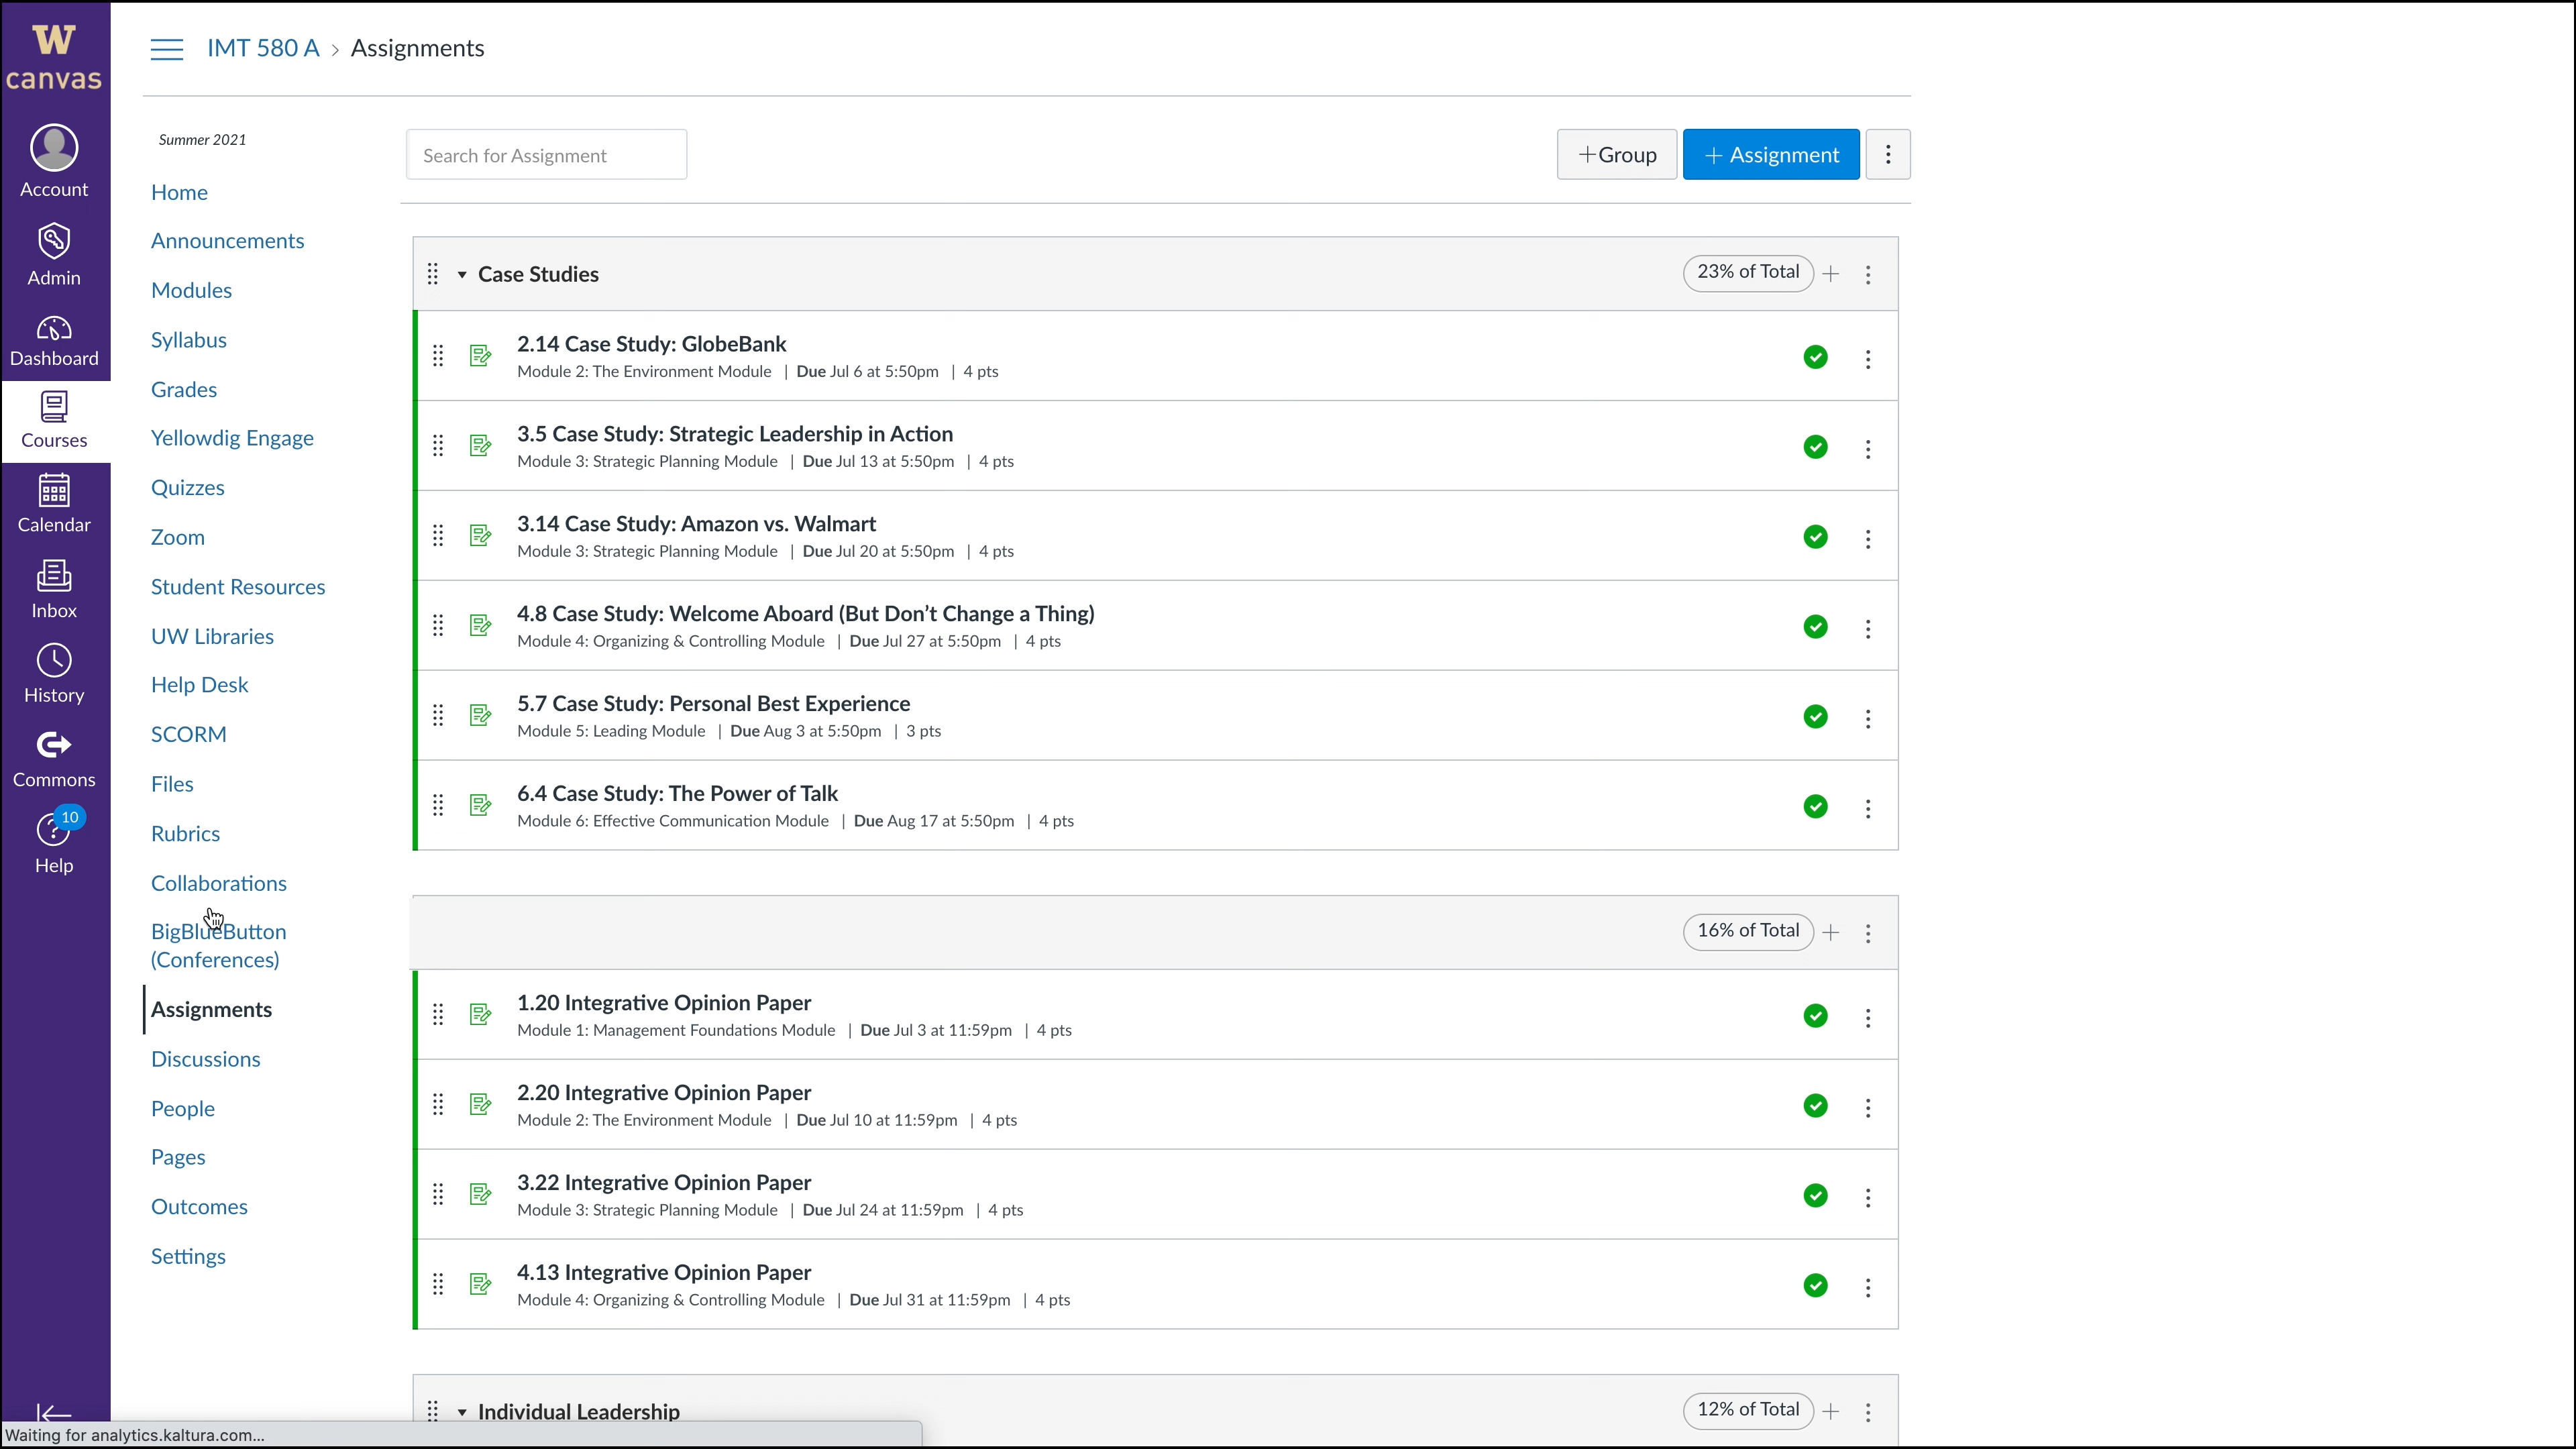 W
canvas
Account
Admin
Dashboard
Courses
Calendar
Inbox
History
Commons
10
Help
IMT 580 A › Assignments
Summer 2021
Home
Announcements
Modules
Syllabus
Grades
Yellowdig Engage
Quizzes
Zoom
Student Resources
UW Libraries
Help Desk
SCORM
Files
Rubrics
Collaborations
BigBlueButton
(Conferences)
Assignments
Discussions
People
Pages
Outcomes
Settings
Search for Assignment
+Group
+ Assignment
Case Studies
23% of Total
2.14 Case Study: GlobeBank
Module 2: The Environment Module | Due Jul 6 at 5:50pm | 4 pts
3.5 Case Study: Strategic Leadership in Action
Module 3: Strategic Planning Module | Due Jul 13 at 5:50pm | 4 pts
3.14 Case Study: Amazon vs. Walmart
Module 3: Strategic Planning Module | Due Jul 20 at 5:50pm | 4 pts
4.8 Case Study: Welcome Aboard (But Don’t Change a Thing)
Module 4: Organizing & Controlling Module | Due Jul 27 at 5:50pm | 4 pts
5.7 Case Study: Personal Best Experience
Module 5: Leading Module | Due Aug 3 at 5:50pm | 3 pts
6.4 Case Study: The Power of Talk
Module 6: Effective Communication Module | Due Aug 17 at 5:50pm | 4 pts
16% of Total
1.20 Integrative Opinion Paper
Module 1: Management Foundations Module | Due Jul 3 at 11:59pm | 4 pts
2.20 Integrative Opinion Paper
Module 2: The Environment Module | Due Jul 10 at 11:59pm | 4 pts
3.22 Integrative Opinion Paper
Module 3: Strategic Planning Module | Due Jul 24 at 11:59pm | 4 pts
4.13 Integrative Opinion Paper
Module 4: Organizing & Controlling Module | Due Jul 31 at 11:59pm | 4 pts
Individual Leadership
12% of Total
Waiting for analytics.kaltura.com...